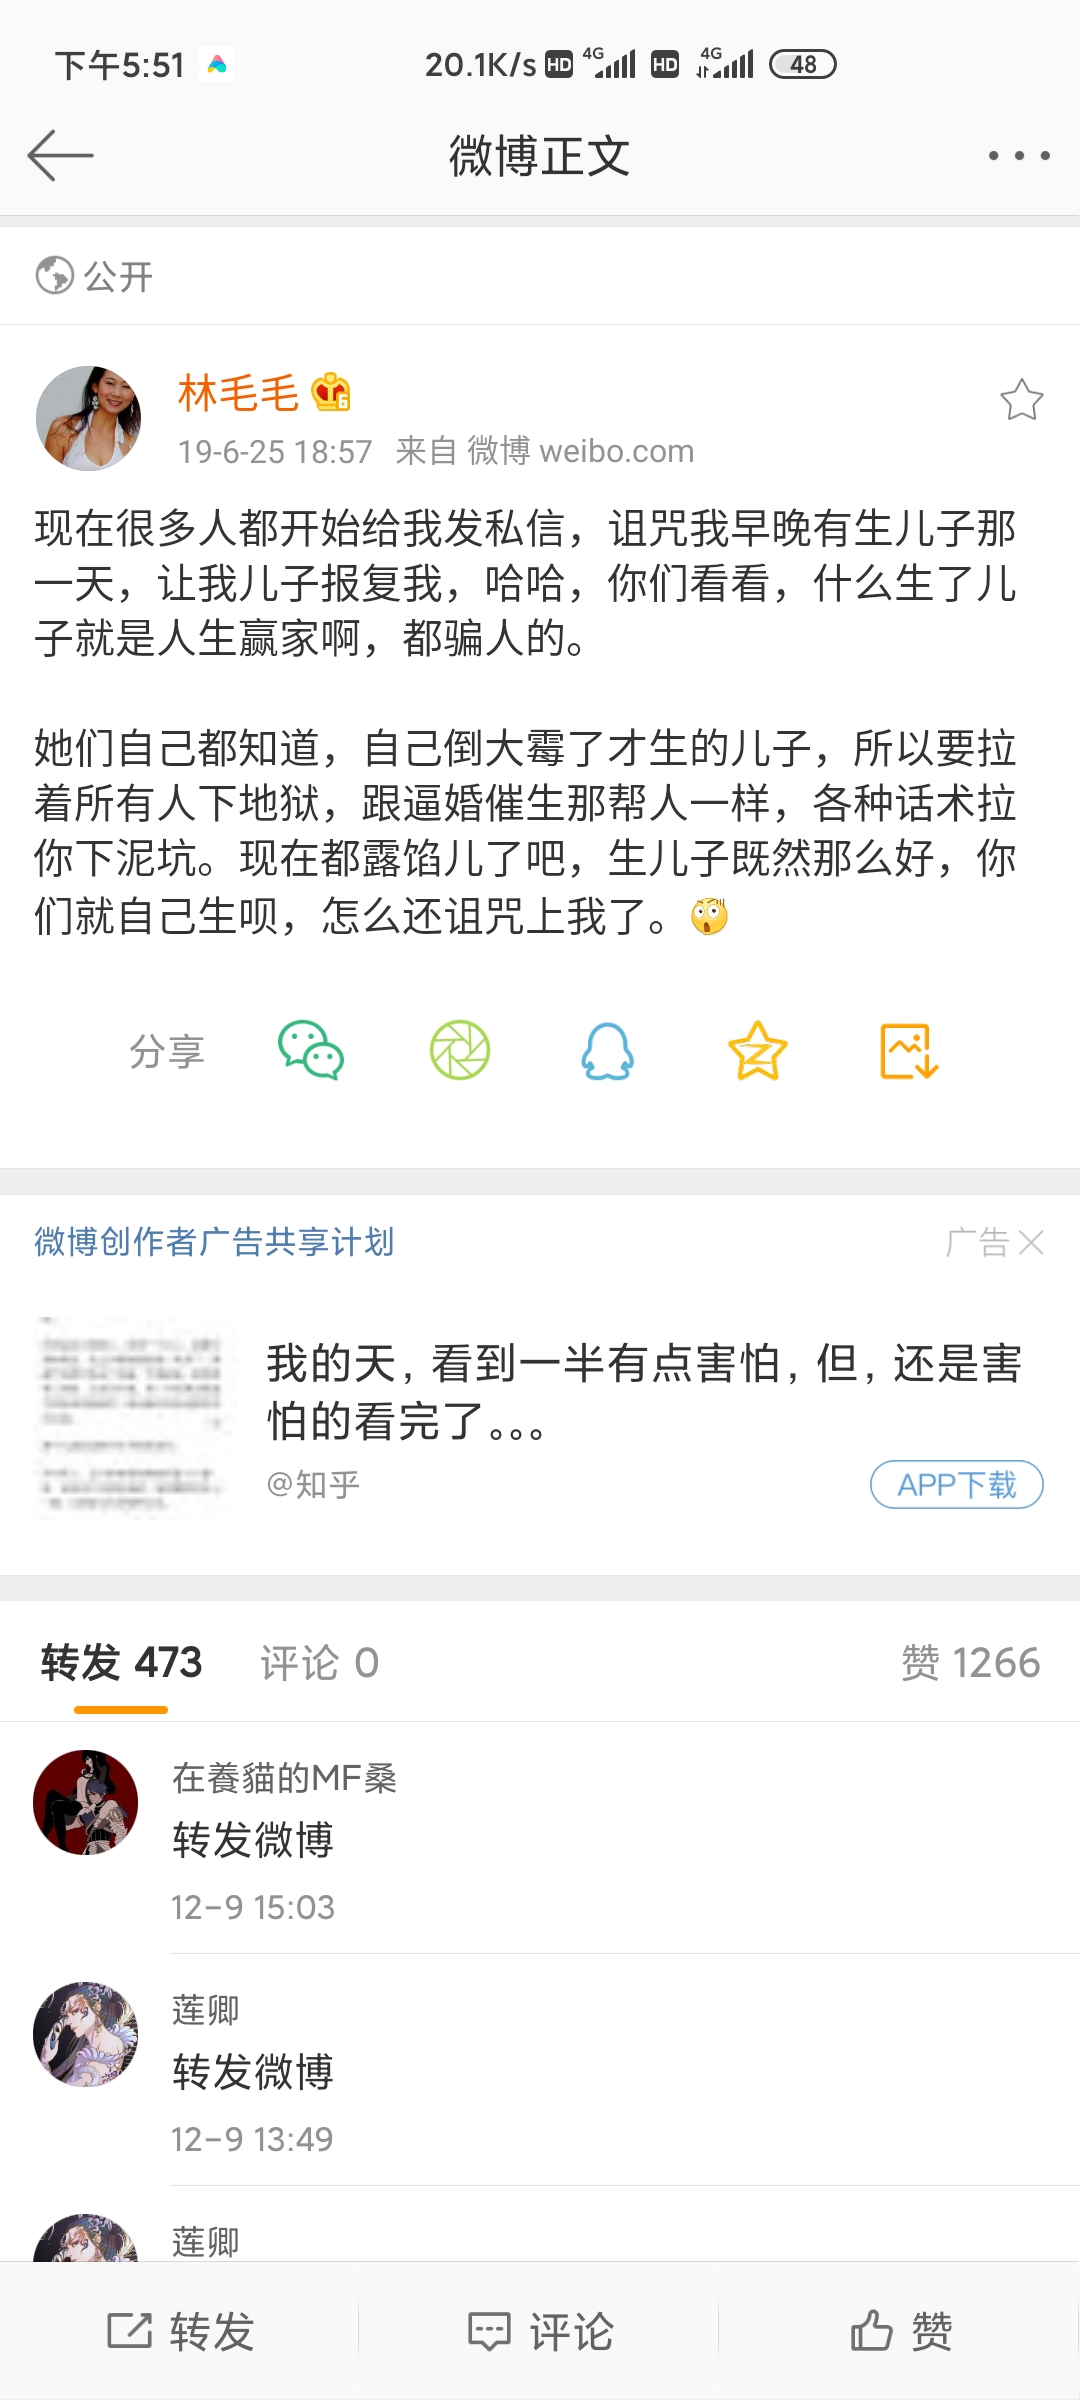 下午5:51
20.1K/s HD 4G HD 4G 48
微博正文
公开
林毛毛
19-6-25 18:57 来自 微博 weibo.com
现在很多人都开始给我发私信，诅咒我早晚有生儿子那
一天，让我儿子报复我，哈哈，你们看看，什么生了儿
子就是人生赢家啊，都骗人的。
她们自己都知道，自己倒大霉了才生的儿子，所以要拉
着所有人下地狱，跟逼婚催生那帮人一样，各种话术拉
你下泥坑。现在都露馅儿了吧，生儿子既然那么好，你
们就自己生呗，怎么还诅咒上我了。
分享
微博创作者广告共享计划
广告
我的天，看到一半有点害怕，但，还是害
怕的看完了。。。
@知乎
APP下载
转发 473 评论 0 赞 1266
在養貓的MF桑
转发微博
12-9 15:03
莲卿
转发微博
12-9 13:49
莲卿
转发 评论 赞